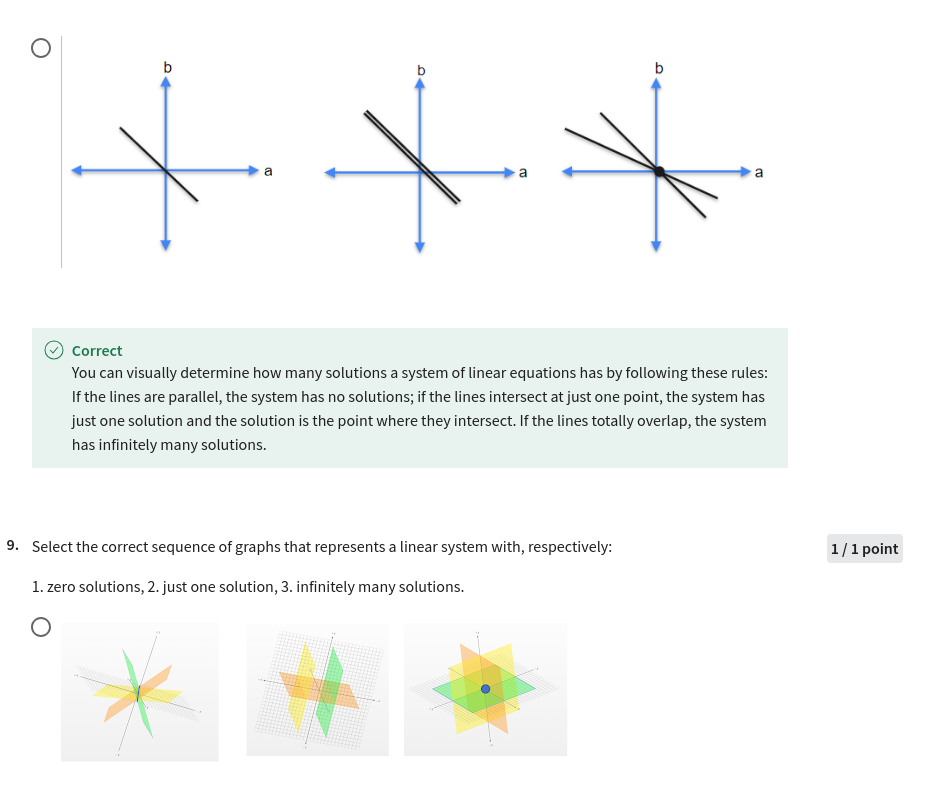 b b b
a a a
Correct
You can visually determine how many solutions a system of linear equations has by following these rules:
If the lines are parallel, the system has no solutions; if the lines intersect at just one point, the system has
just one solution and the solution is the point where they intersect. If the lines totally overlap, the system
has infinitely many solutions.
9. Select the correct sequence of graphs that represents a linear system with, respectively: 1 / 1 point
1. zero solutions, 2. just one solution, 3. infinitely many solutions.